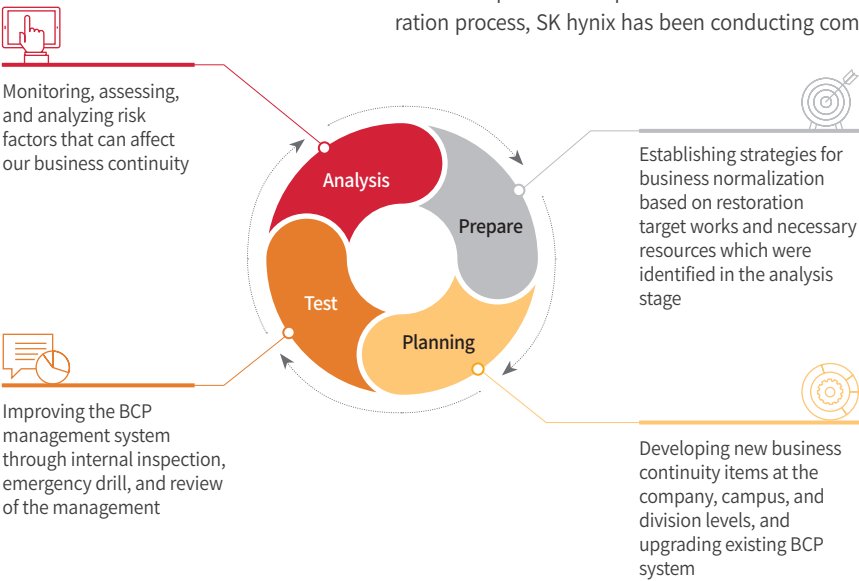 ration process, SK hynix has been conducting com
Monitoring, assessing,
and analyzing risk
factors that can affect
our business continuity
Analysis
Prepare
Establishing strategies for
business normalization
based on restoration
target works and necessary
resources which were
identified in the analysis
stage
Test
Planning
Improving the BCP
management system
through internal inspection,
emergency drill, and review
of the management
Developing new business
continuity items at the
company, campus, and
division levels, and
upgrading existing BCP
system